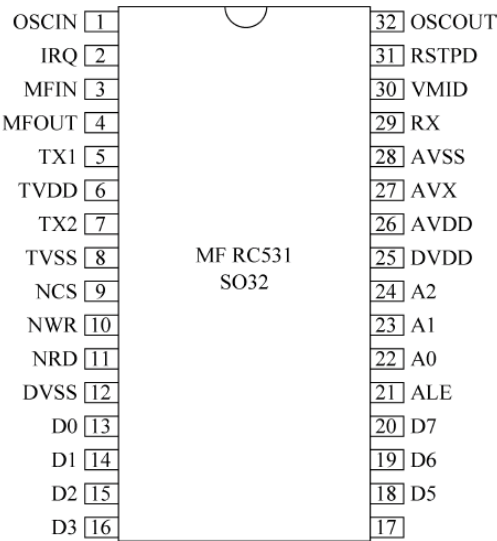 OSCIN 1 32 OSCOUT
IRQ 2 31 RSTPD
MFIN 3 30 VMID
MFOUT 4 29 RX
TX1 5 28 AVSS
TVDD 6 27 AVX
TX2 7 26 AVDD
TVSS 8 MF RC531 25 DVDD
SO32
NCS 9 24 A2
NWR 10 23 A1
NRD 11 22 A0
DVSS 12 21 ALE
D0 13 20 D7
D1 14 19 D6
D2 15 18 D5
D3 16 17